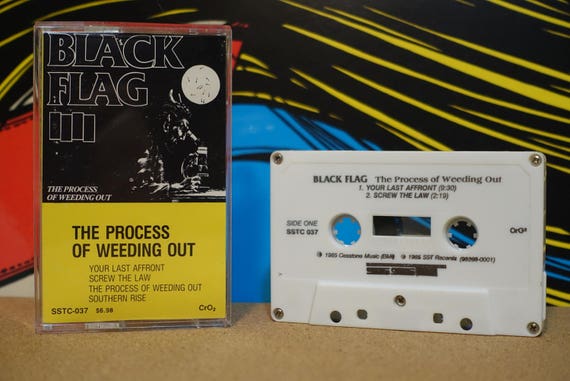 BLACK
FLAG
THE PROCESS
OF WEEDING OUT
THE PROCESS
OF WEEDING OUT
YOUR LAST AFFRONT
SCREW THE LAW
THE PROCESS OF WEEDING OUT
SOUTHERN RISE
SSTC-037 $6.98 CrO₂
BLACK FLAG The Process of Weeding Out
1. YOUR LAST AFFRONT (9:30)
2. SCREW THE LAW (2:19)
SIDE ONE
SSTC 037
CrO²
℗ 1985 Cesstone Music (BMI) © 1985 SST Records (98268-0001)